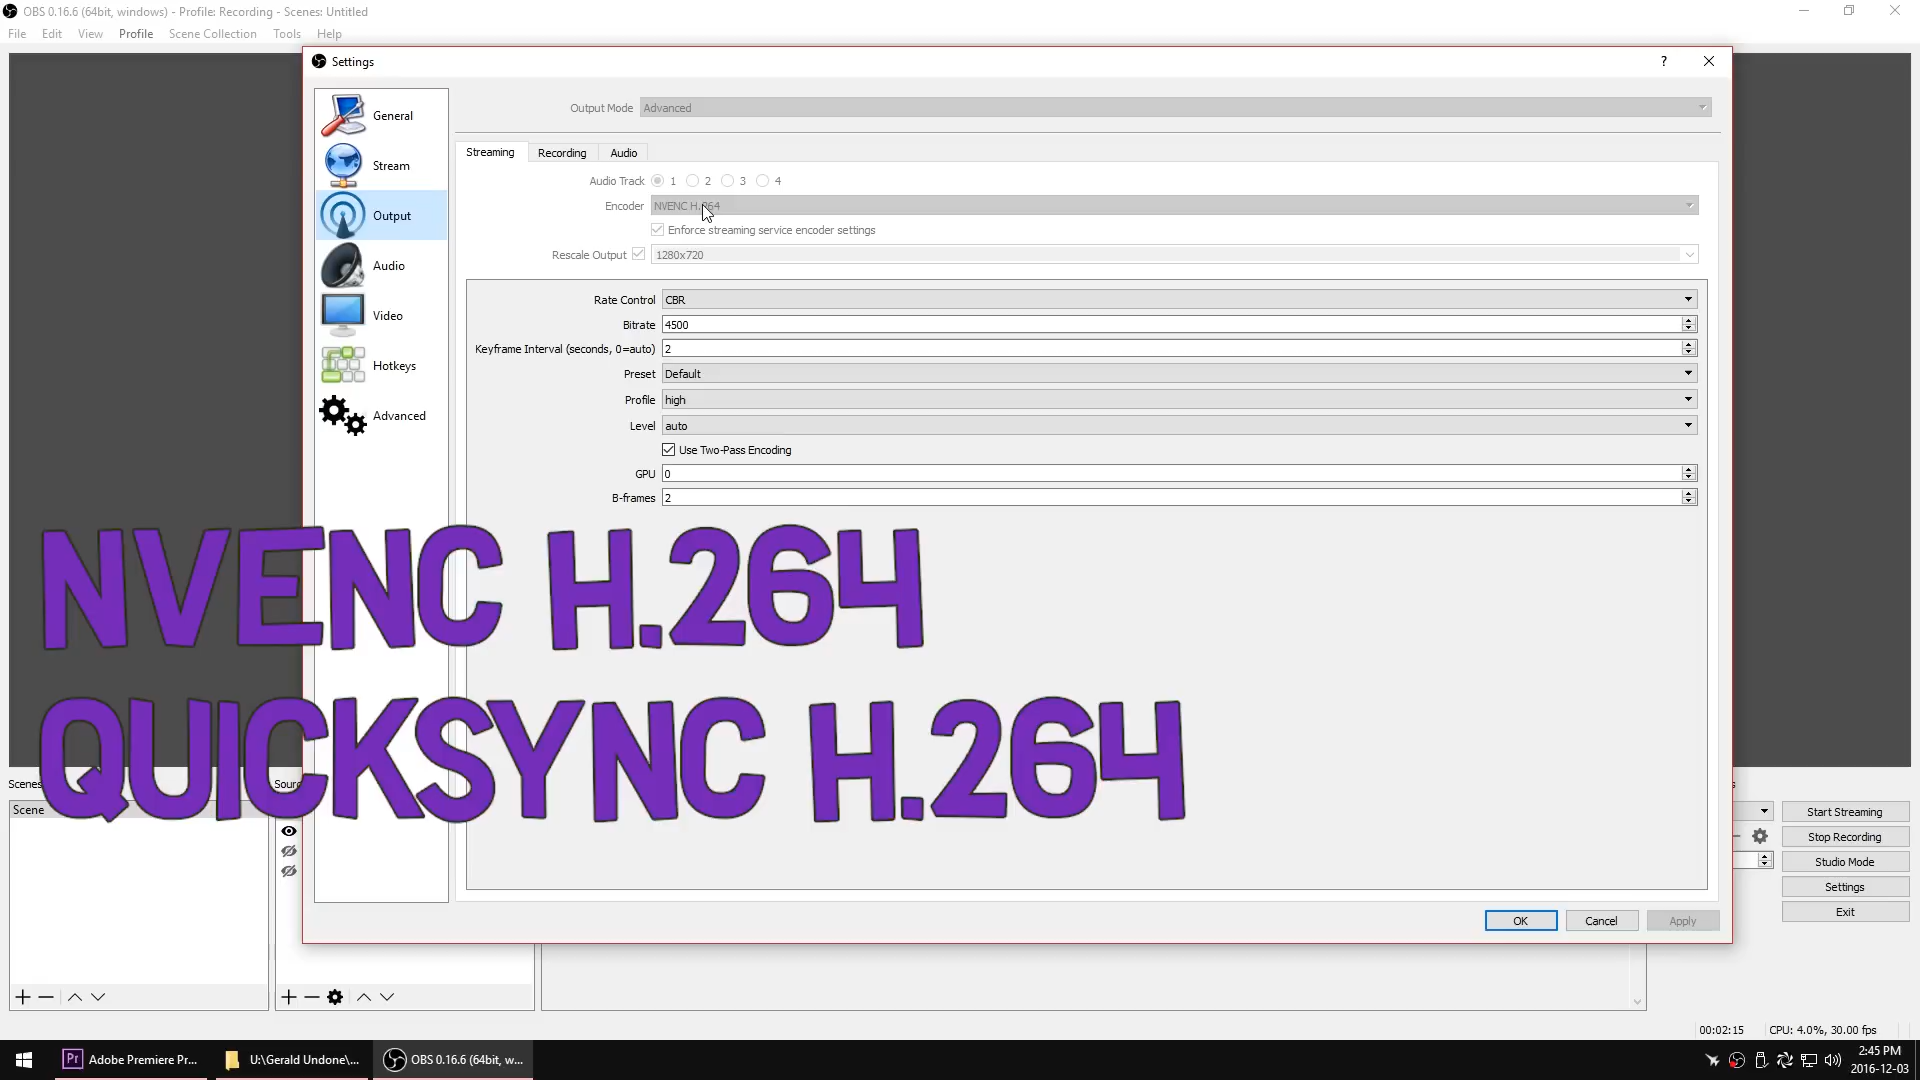 OBS 0.16.6 (64bit, windows) - Profile: Recording - Scenes: Untitled
File Edit View Profile Scene Collection Tools Help
Settings
?
General
Stream
Output
Audio
Video
Hotkeys
Advanced
Output Mode Advanced
Streaming Recording Audio
Audio Track 1 2 3 4
Encoder NVENC H.264
Enforce streaming service encoder settings
Rescale Output 1280x720
Rate Control CBR
Bitrate 4500
Keyframe Interval (seconds, 0=auto) 2
Preset Default
Profile high
Level auto
Use Two-Pass Encoding
GPU 0
B-frames 2
NVENC H.264
QUICKSYNC H.264
OK Cancel Apply
Scenes
Scene
Start Streaming
Stop Recording
Studio Mode
Settings
Exit
00:02:15 CPU: 4.0%, 30.00 fps
Pr Adobe Premiere Pr...
U:\Gerald Undone\...
OBS 0.16.6 (64bit, w...
2:45 PM
2016-12-03